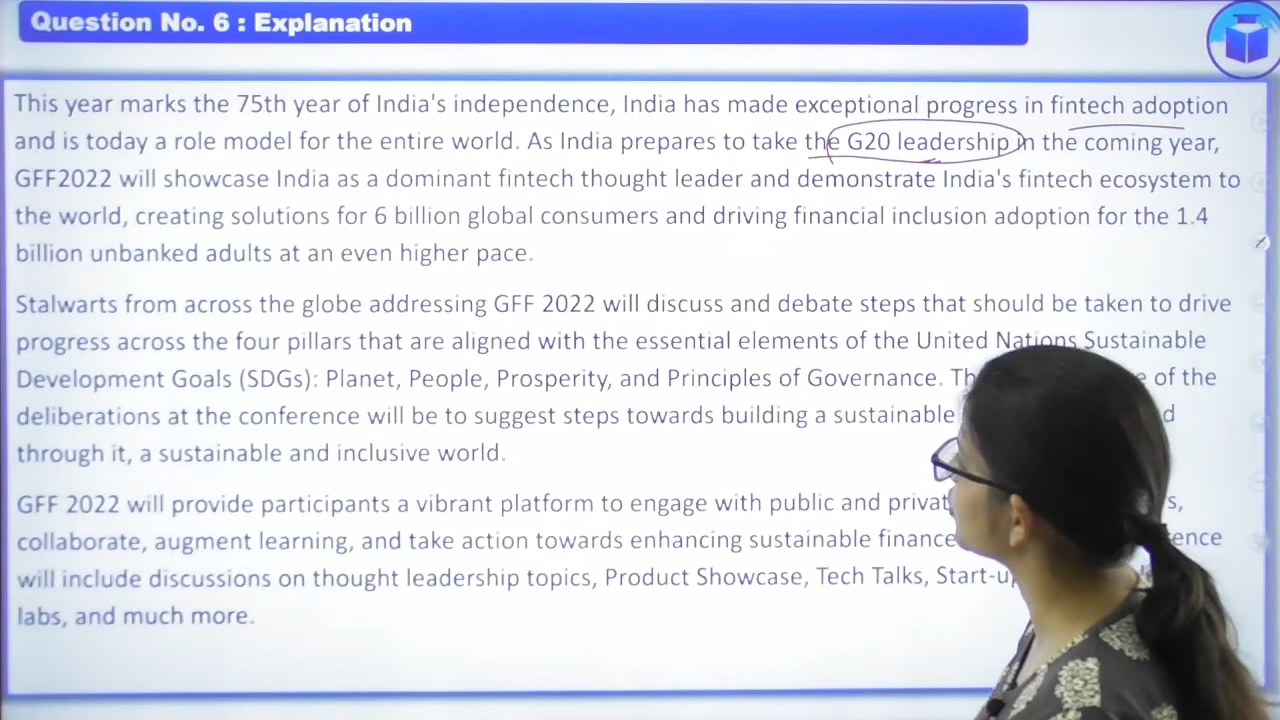 Question No. 6 : Explanation
This year marks the 75th year of India's independence, India has made exceptional progress in fintech adoption
and is today a role model for the entire world. As India prepares to take the G20 leadership in the coming year,
GFF2022 will showcase India as a dominant fintech thought leader and demonstrate India's fintech ecosystem to
the world, creating solutions for 6 billion global consumers and driving financial inclusion adoption for the 1.4
billion unbanked adults at an even higher pace.
Stalwarts from across the globe addressing GFF 2022 will discuss and debate steps that should be taken to drive
progress across the four pillars that are aligned with the essential elements of the United Nations Sustainable
Development Goals (SDGs): Planet, People, Prosperity, and Principles of Governance. of the
deliberations at the conference will be to suggest steps towards building a sustainable
through it, a sustainable and inclusive world.
GFF 2022 will provide participants a vibrant platform to engage with public and
collaborate, augment learning, and take action towards enhancing sustainable finance
will include discussions on thought leadership topics, Product Showcase, Tech Talks,
labs, and much more.